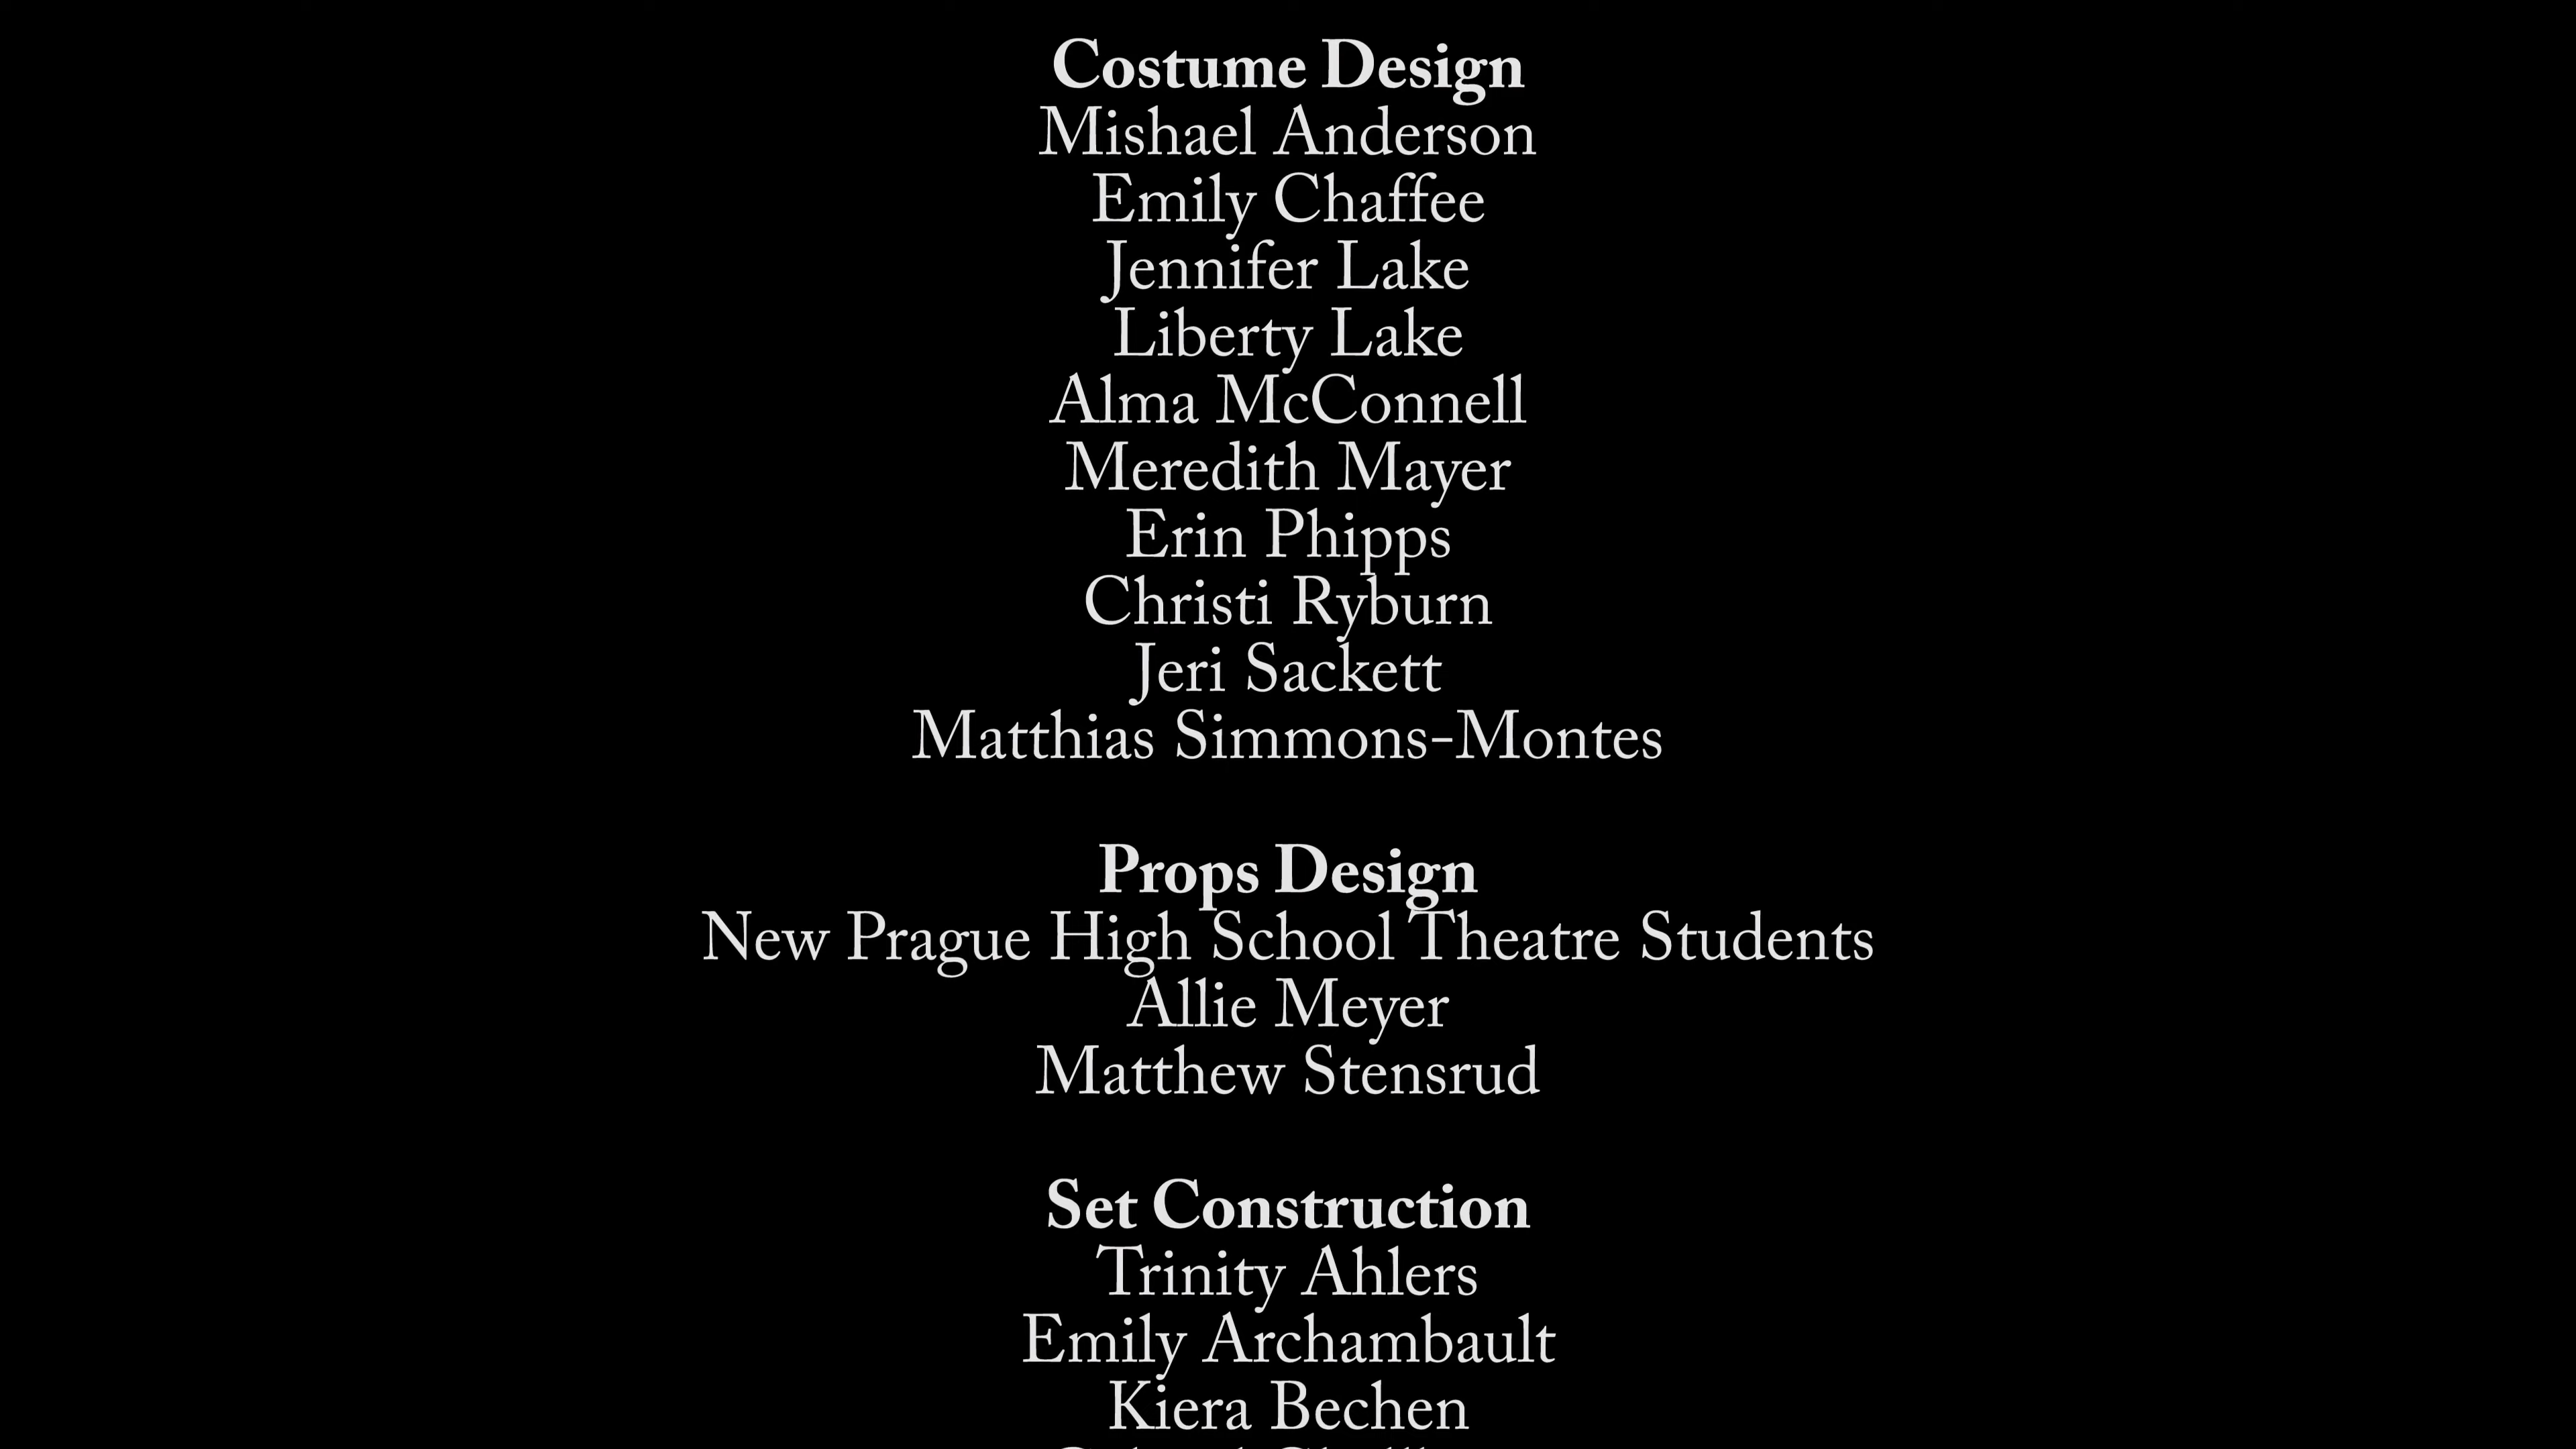 Costume Design
Mishael Anderson
Emily Chaffee
Jennifer Lake
Liberty Lake
Alma McConnell
Meredith Mayer
Erin Phipps
Christi Ryburn
Jeri Sackett
Matthias Simmons-Montes
Props Design
New Prague High School Theatre Students
Allie Meyer
Matthew Stensrud
Set Construction
Trinity Ahlers
Emily Archambault
Kiera Bechen